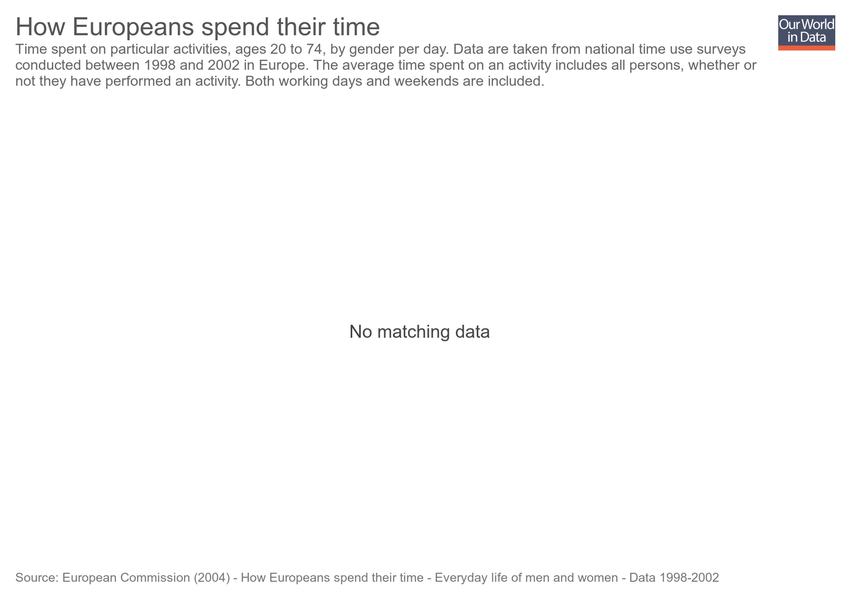 How Europeans spend their time
Our World
in Data
Time spent on particular activities, ages 20 to 74, by gender per day. Data are taken from national time use surveys
conducted between 1998 and 2002 in Europe. The average time spent on an activity includes all persons, whether or
not they have performed an activity. Both working days and weekends are included.
No matching data
Source: European Commission (2004) - How Europeans spend their time - Everyday life of men and women - Data 1998-2002